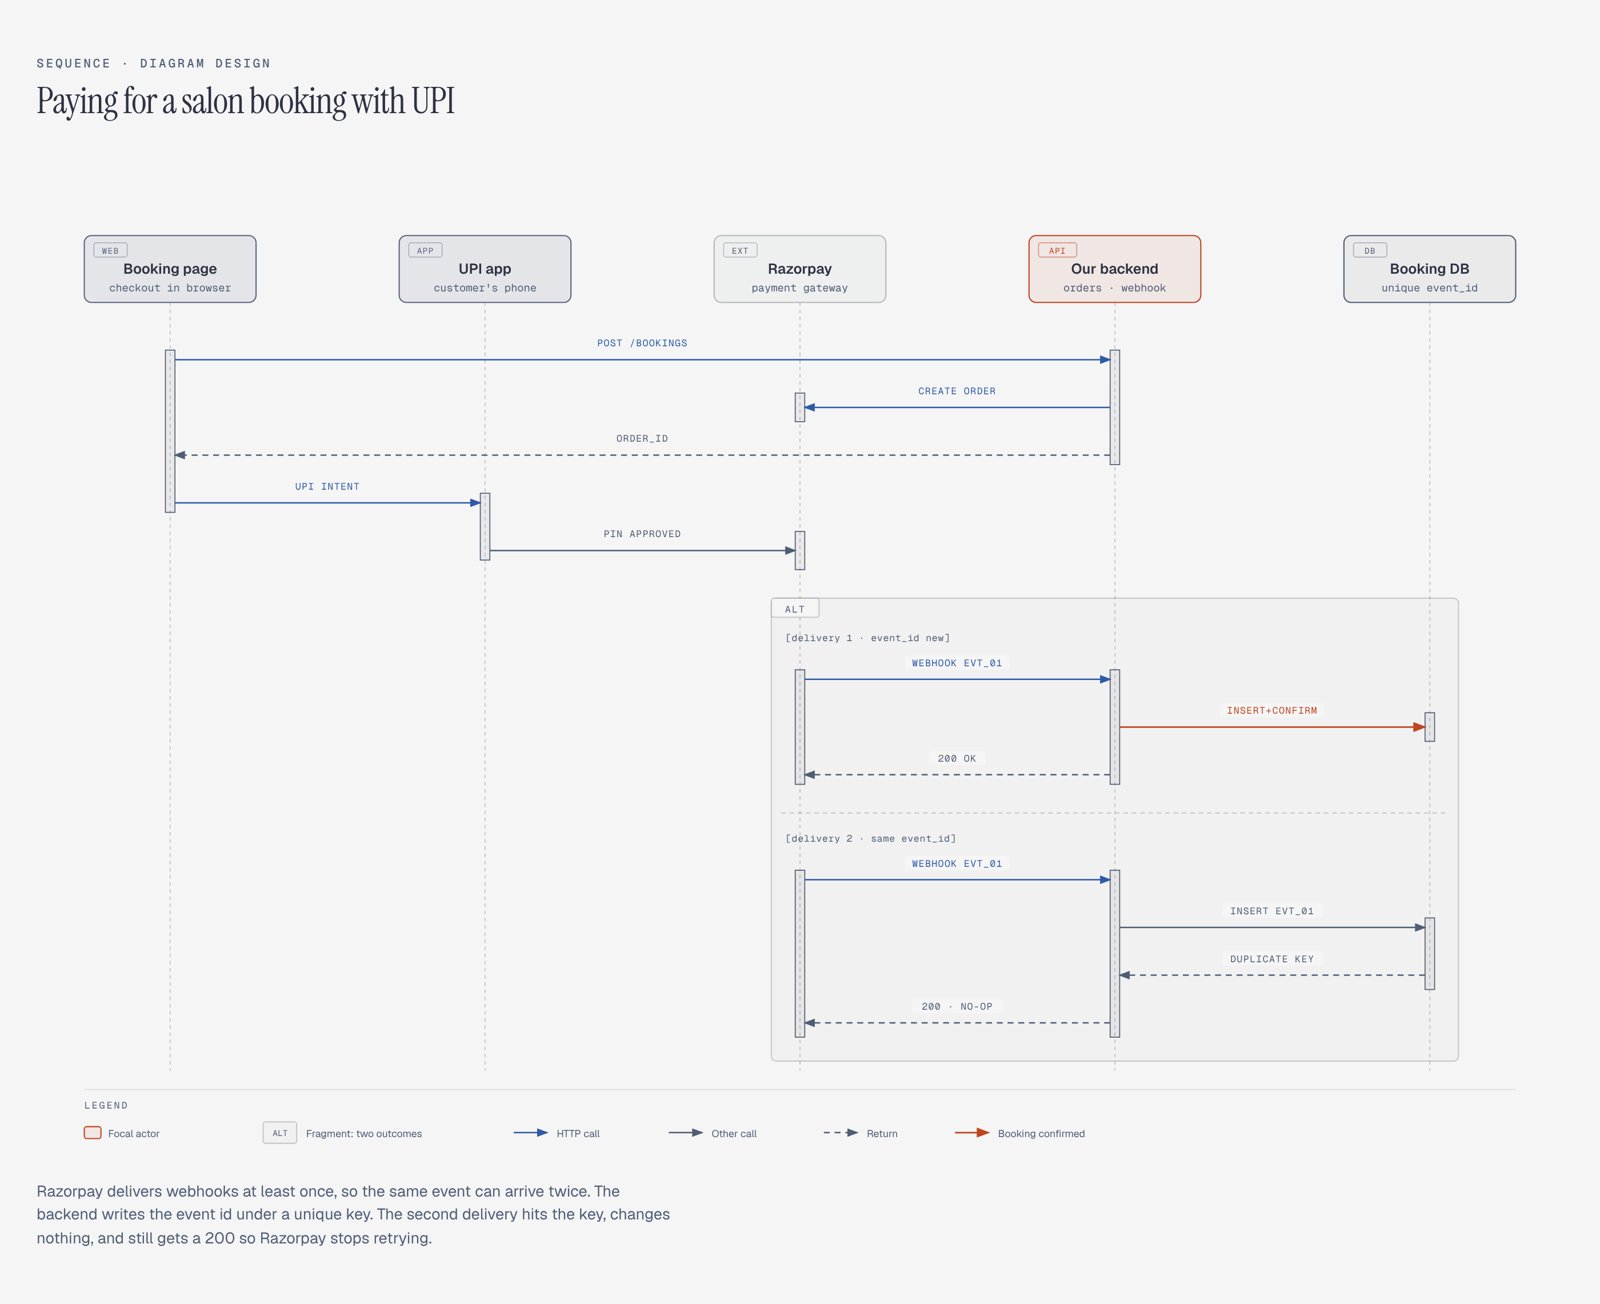 SEQUENCE · DIAGRAM DESIGN
Paying for a salon booking with UPI
WEB
Booking page
checkout in browser
APP
UPI app
customer's phone
EXT
Razorpay
payment gateway
API
Our backend
orders · webhook
DB
Booking DB
unique event_id
POST /BOOKINGS
CREATE ORDER
ORDER_ID
UPI INTENT
PIN APPROVED
ALT
[delivery 1 · event_id new]
WEBHOOK EVT_01
INSERT+CONFIRM
200 OK
[delivery 2 · same event_id]
WEBHOOK EVT_01
INSERT EVT_01
DUPLICATE KEY
200 · NO-OP
LEGEND
Focal actor
ALT
Fragment: two outcomes
HTTP call
Other call
Return
Booking confirmed
Razorpay delivers webhooks at least once, so the same event can arrive twice. The
backend writes the event id under a unique key. The second delivery hits the key, changes
nothing, and still gets a 200 so Razorpay stops retrying.